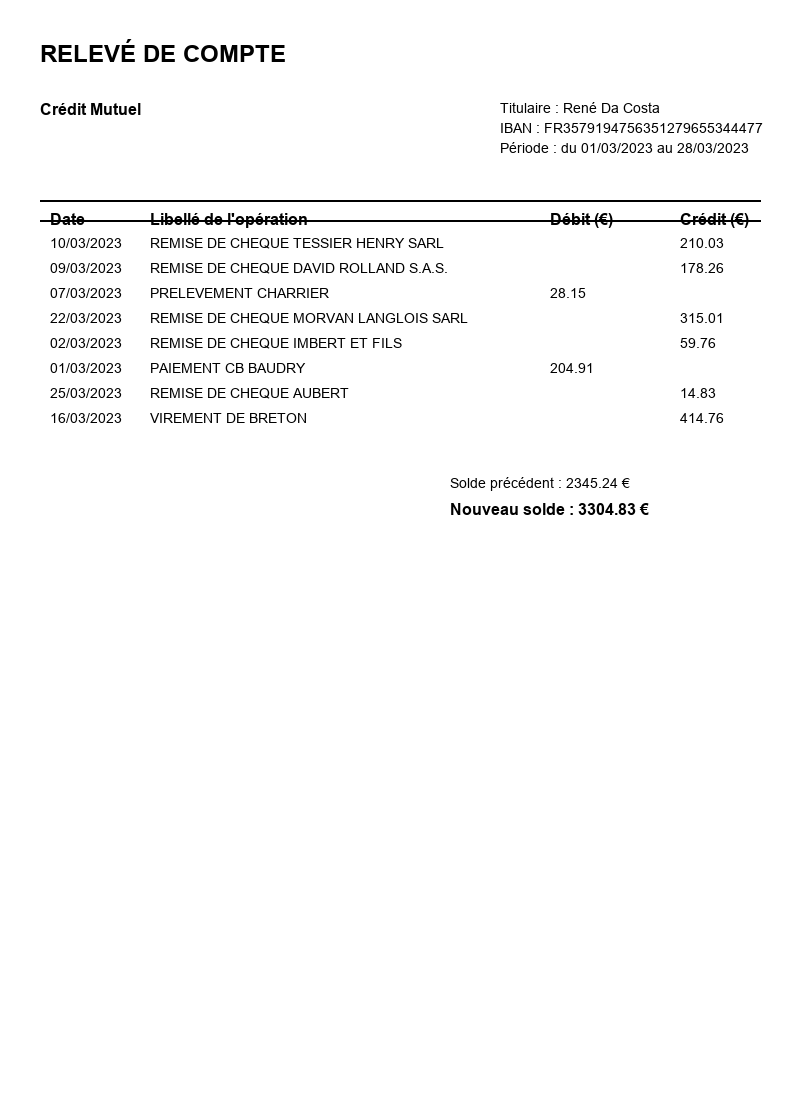 RELEVÉ DE COMPTE
Crédit Mutuel
Titulaire : René Da Costa
IBAN : FR3579194756351279655344477
Période : du 01/03/2023 au 28/03/2023
Date Libellé de l'opération Débit (€) Crédit (€)
10/03/2023 REMISE DE CHEQUE TESSIER HENRY SARL 210.03
09/03/2023 REMISE DE CHEQUE DAVID ROLLAND S.A.S. 178.26
07/03/2023 PRELEVEMENT CHARRIER 28.15
22/03/2023 REMISE DE CHEQUE MORVAN LANGLOIS SARL 315.01
02/03/2023 REMISE DE CHEQUE IMBERT ET FILS 59.76
01/03/2023 PAIEMENT CB BAUDRY 204.91
25/03/2023 REMISE DE CHEQUE AUBERT 14.83
16/03/2023 VIREMENT DE BRETON 414.76
Solde précédent : 2345.24 €
Nouveau solde : 3304.83 €